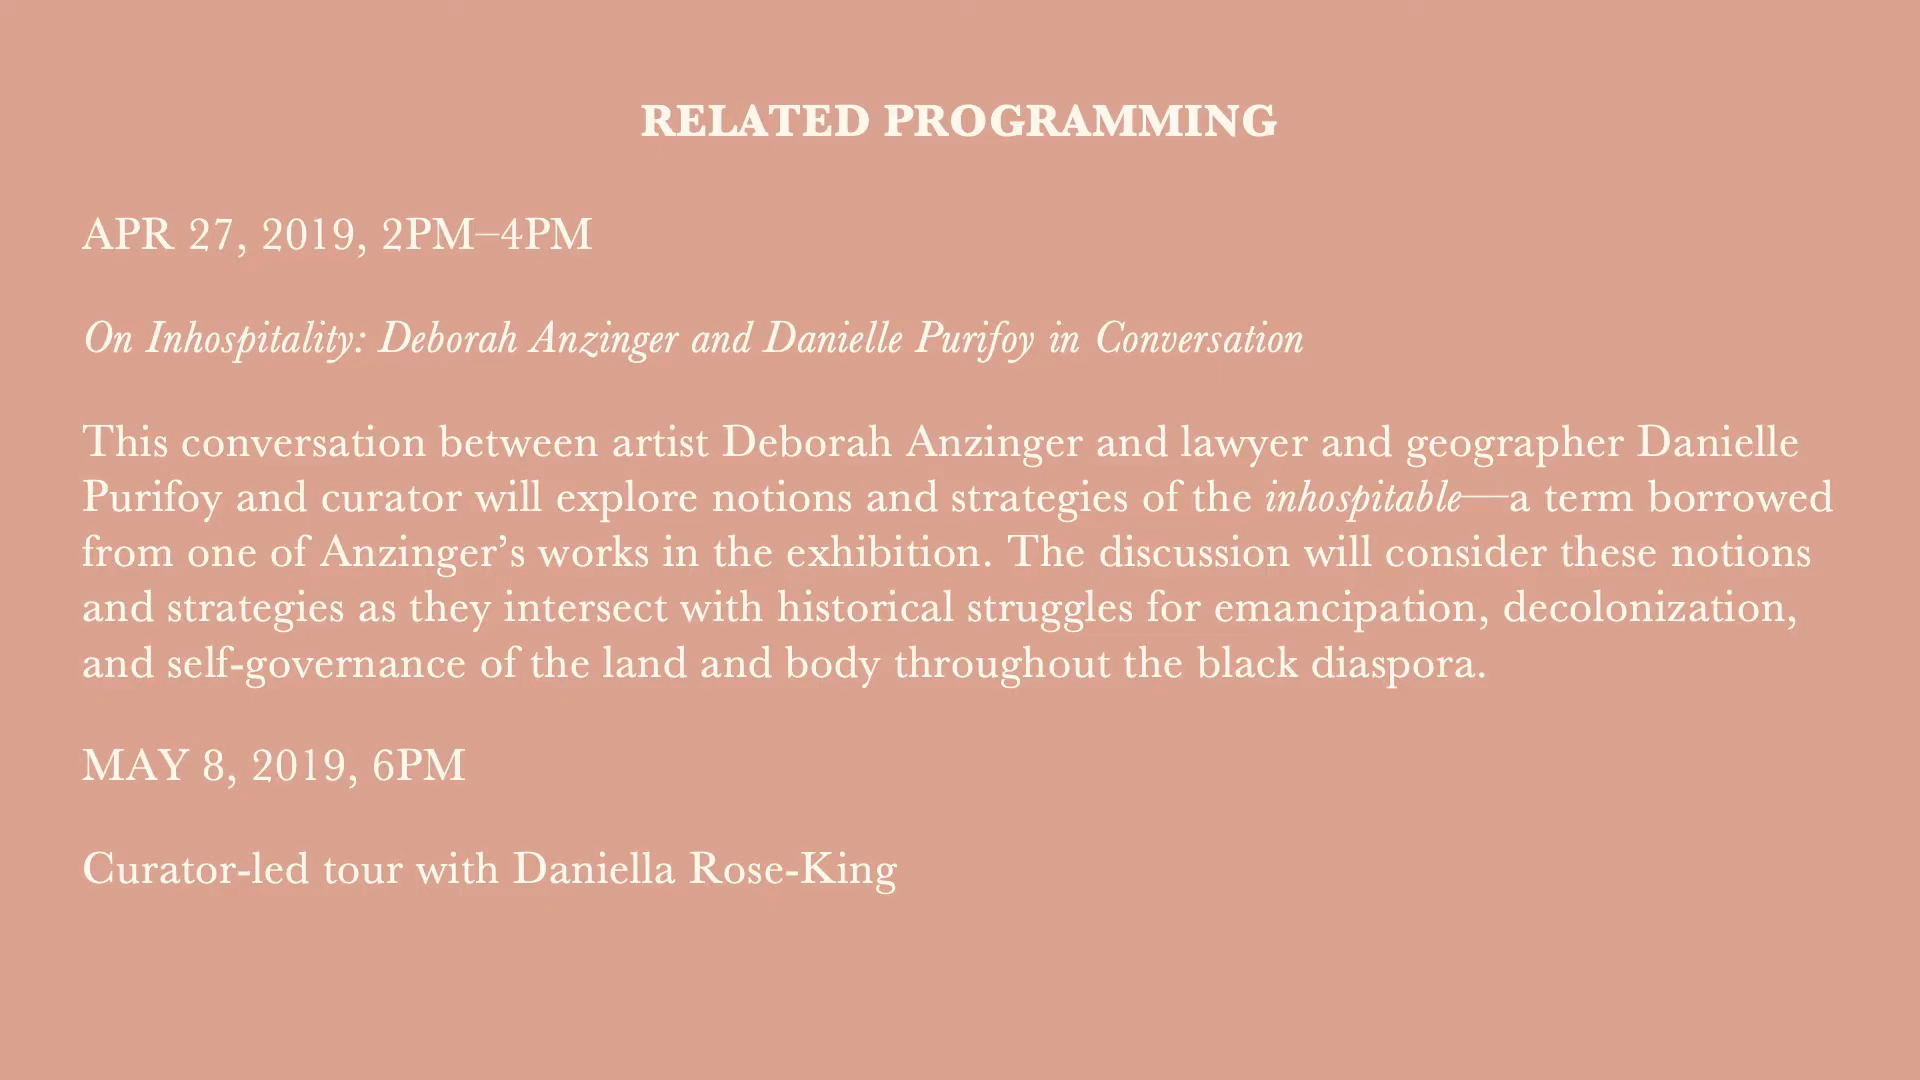 RELATED PROGRAMMING
APR 27, 2019, 2PM–4PM
On Inhospitality: Deborah Anzinger and Danielle Purifoy in Conversation
This conversation between artist Deborah Anzinger and lawyer and geographer Danielle
Purifoy and curator will explore notions and strategies of the inhospitable—a term borrowed
from one of Anzinger’s works in the exhibition. The discussion will consider these notions
and strategies as they intersect with historical struggles for emancipation, decolonization,
and self-governance of the land and body throughout the black diaspora.
MAY 8, 2019, 6PM
Curator-led tour with Daniella Rose-King